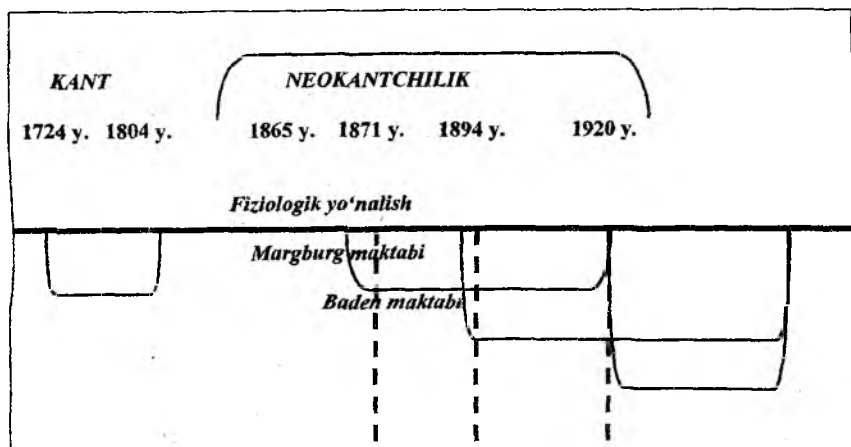 KANT NEOKANTCHILIK
1724 y. 1804 y. 1865 y. 1871 y. 1894 y. 1920 y.
Fiziologik yo‘nalish
Margburg maktabi
Baden maktabi